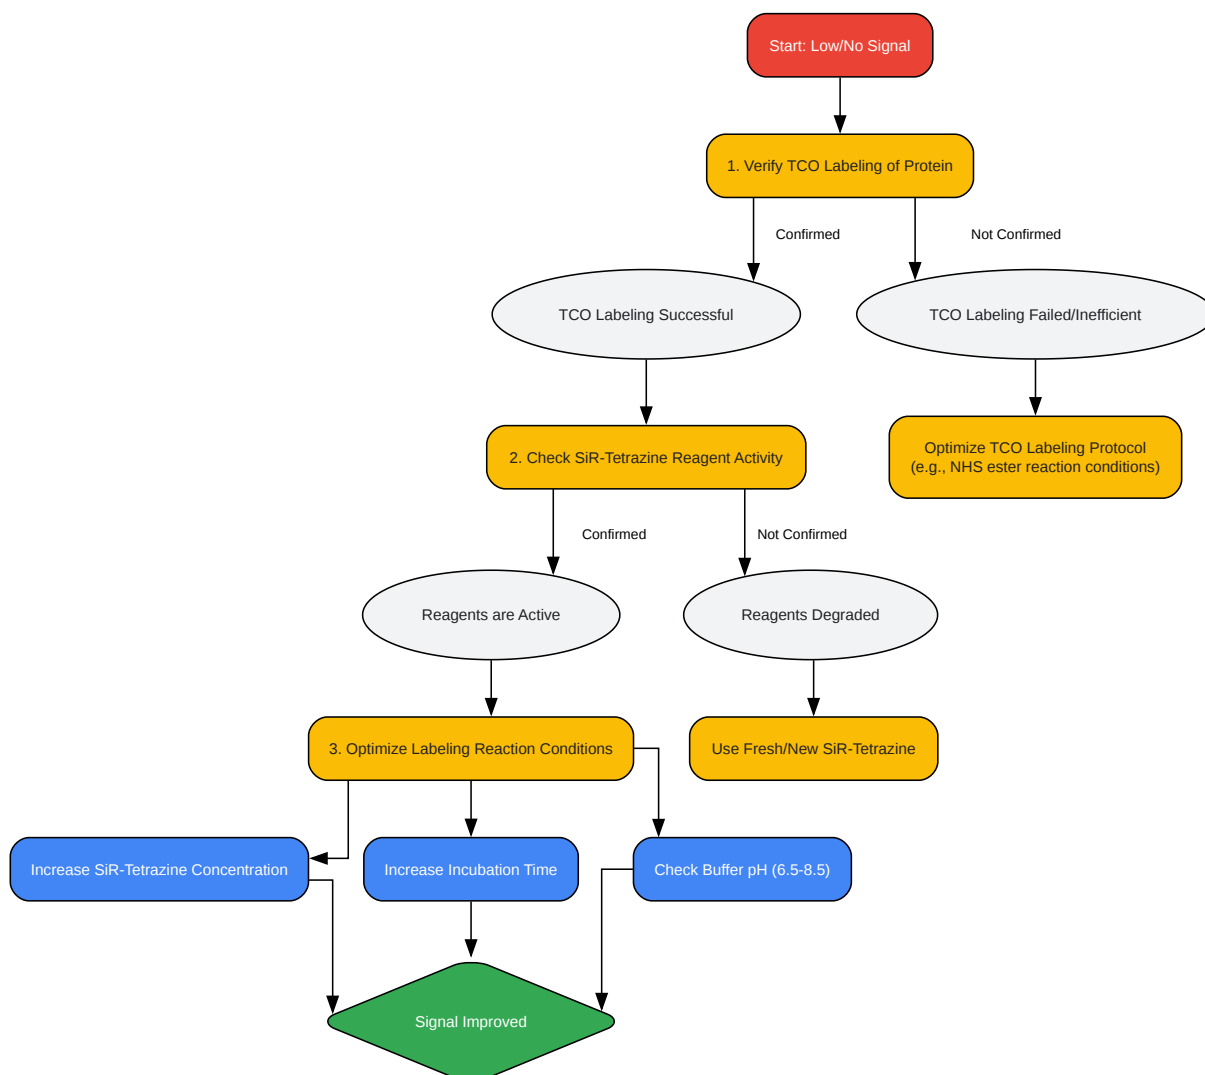 Start: Low/No Signal
1. Verify TCO Labeling of Protein
Confirmed
Not Confirmed
TCO Labeling Successful
TCO Labeling Failed/Inefficient
Optimize TCO Labeling Protocol
(e.g., NHS ester reaction conditions)
2. Check SiR-Tetrazine Reagent Activity
Confirmed
Not Confirmed
Reagents are Active
Reagents Degraded
3. Optimize Labeling Reaction Conditions
Use Fresh/New SiR-Tetrazine
Increase SiR-Tetrazine Concentration
Increase Incubation Time
Check Buffer pH (6.5-8.5)
Signal Improved